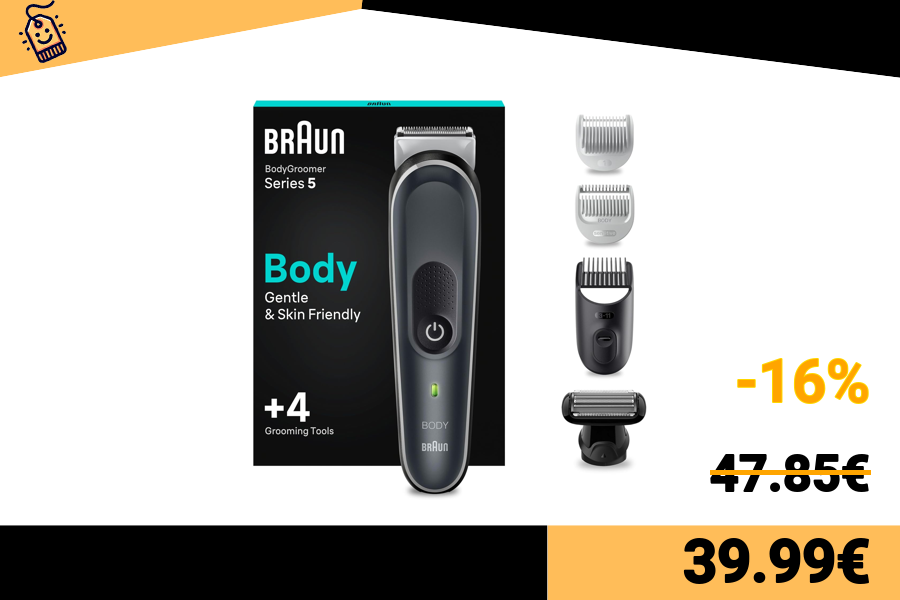 BRAUN
BRAUN
BodyGroomer
Series 5
Body
Gentle
& Skin Friendly
+4
Grooming Tools
BODY
BRAUN
-16%
47.85€
39.99€